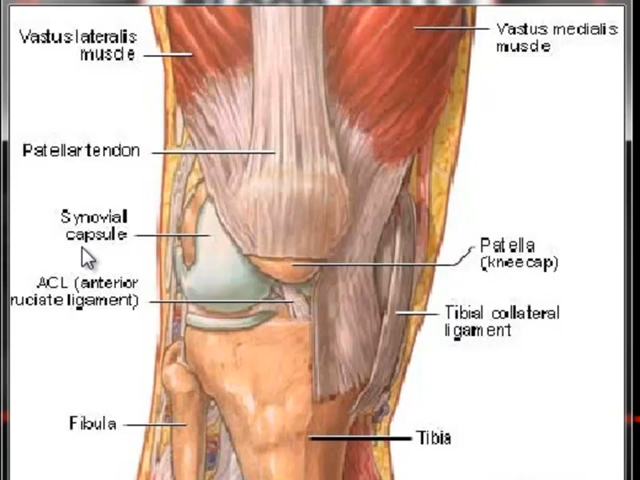 Vastus lateralis
muscle
Vastus medialis
muscle
Patellar tendon
Synovial
capsule
Patella
(kneecap)
ACL (anterior
ruciate ligament)
Tibial collateral
ligament
Fibula
Tibia